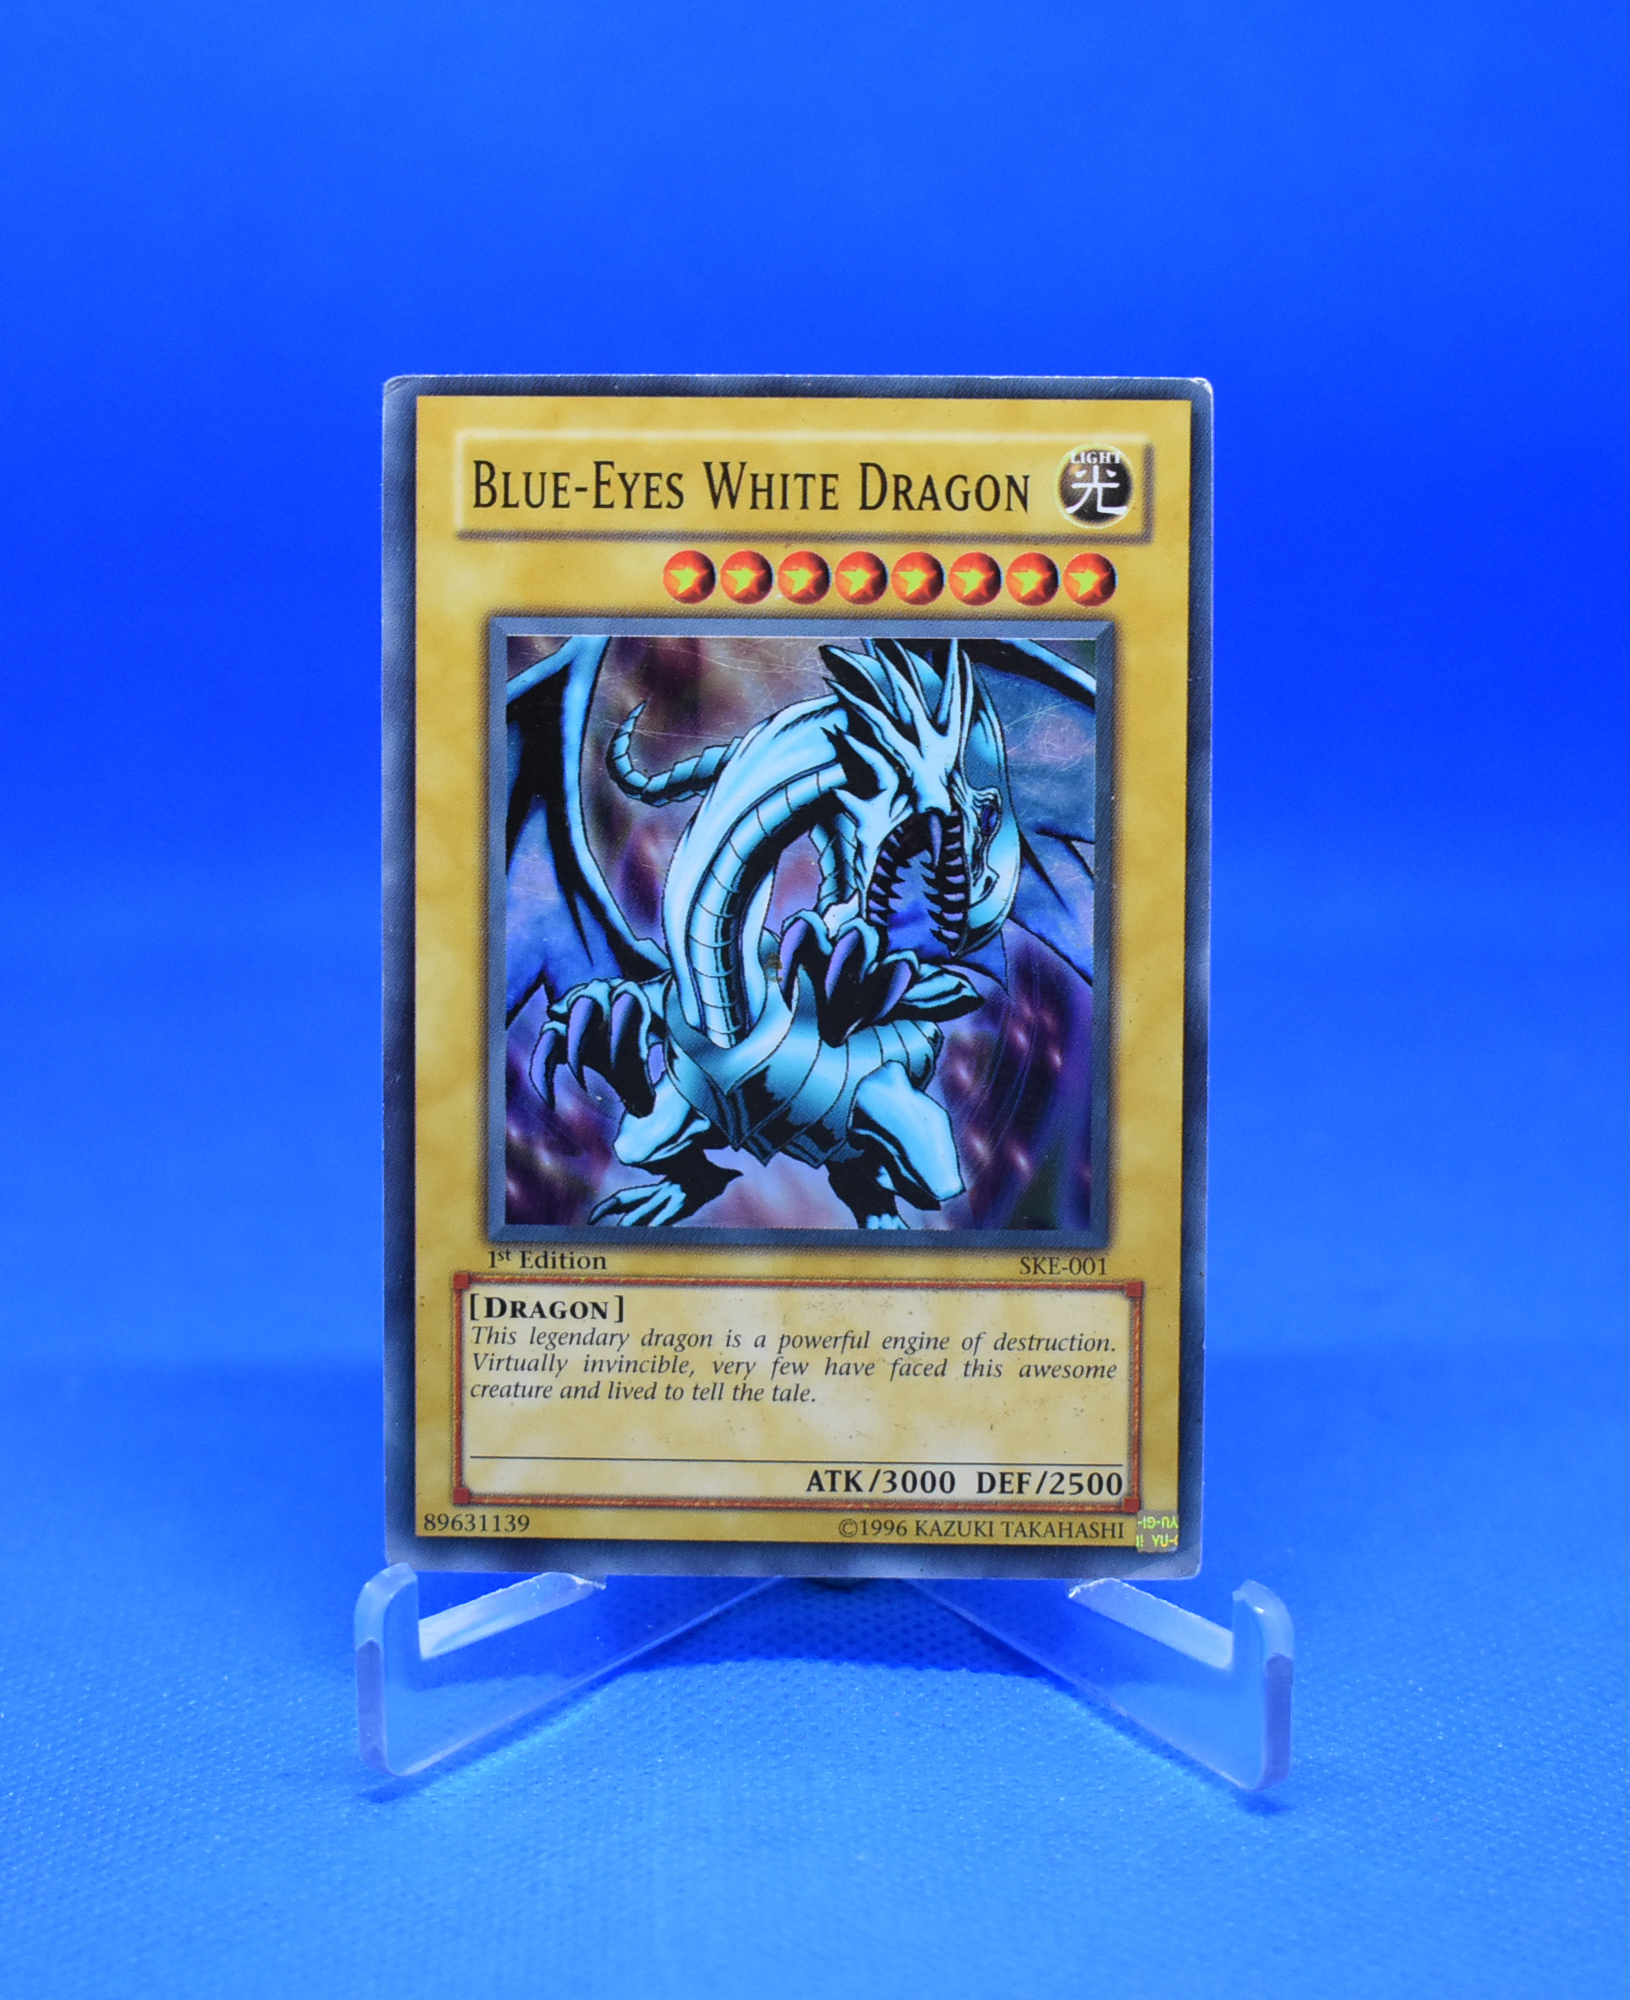 BLUE-EYES WHITE DRAGON
LIGHT
光
1st Edition
SKE-001
[DRAGON]
This legendary dragon is a powerful engine of destruction.
Virtually invincible, very few have faced this awesome
creature and lived to tell the tale.
ATK/3000 DEF/2500
89631139
©1996 KAZUKI TAKAHASHI